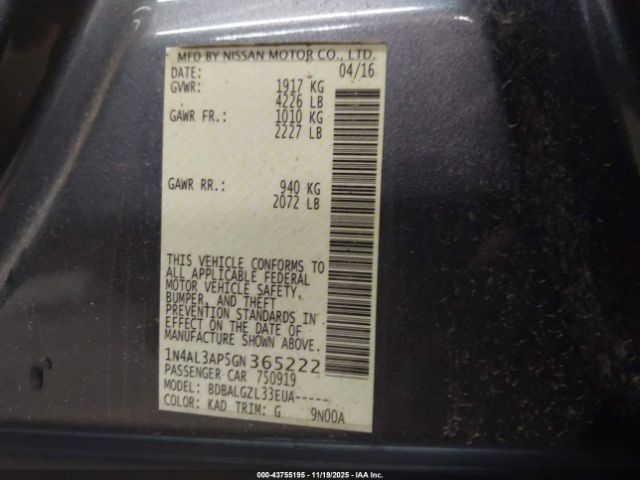 MFD BY NISSAN MOTOR CO., LTD
DATE: 04/16
GVWR: 1917 KG
4226 LB
GAWR FR.: 1010 KG
2227 LB
GAWR RR.: 940 KG
2072 LB
THIS VEHICLE CONFORMS TO
ALL APPLICABLE FEDERAL
MOTOR VEHICLE SAFETY,
BUMPER, AND THEFT
PREVENTION STANDARDS IN
EFFECT ON THE DATE OF
MANUFACTURE SHOWN ABOVE.
1N4AL3AP5GN365222
PASSENGER CAR 750919
MODEL: BDBALGZL33EUA-----
COLOR: KAD TRIM: G 9N00A
000-43755195 - 11/19/2025 - IAA Inc.